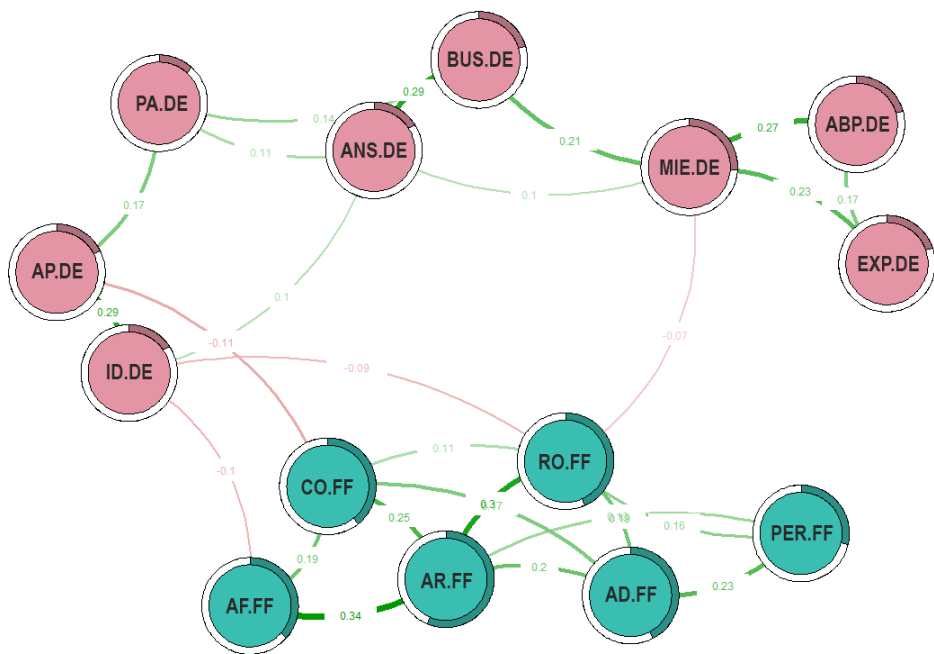 BUS.DE
PA.DE
0.29
ABP.DE
0.14
0.27
ANS.DE
0.21
0.11
MIE.DE
0.1
0.23
0.17
0.17
AP.DE
EXP.DE
0.1
0.29
-0.11
-0.07
ID.DE
-0.09
0.11
RO.FF
-0.1
CO.FF
0.3
0.17
0.13
0.25
0.19
0.16
PER.FF
0.19
0.2
AR.FF
0.23
AF.FF
AD.FF
0.34